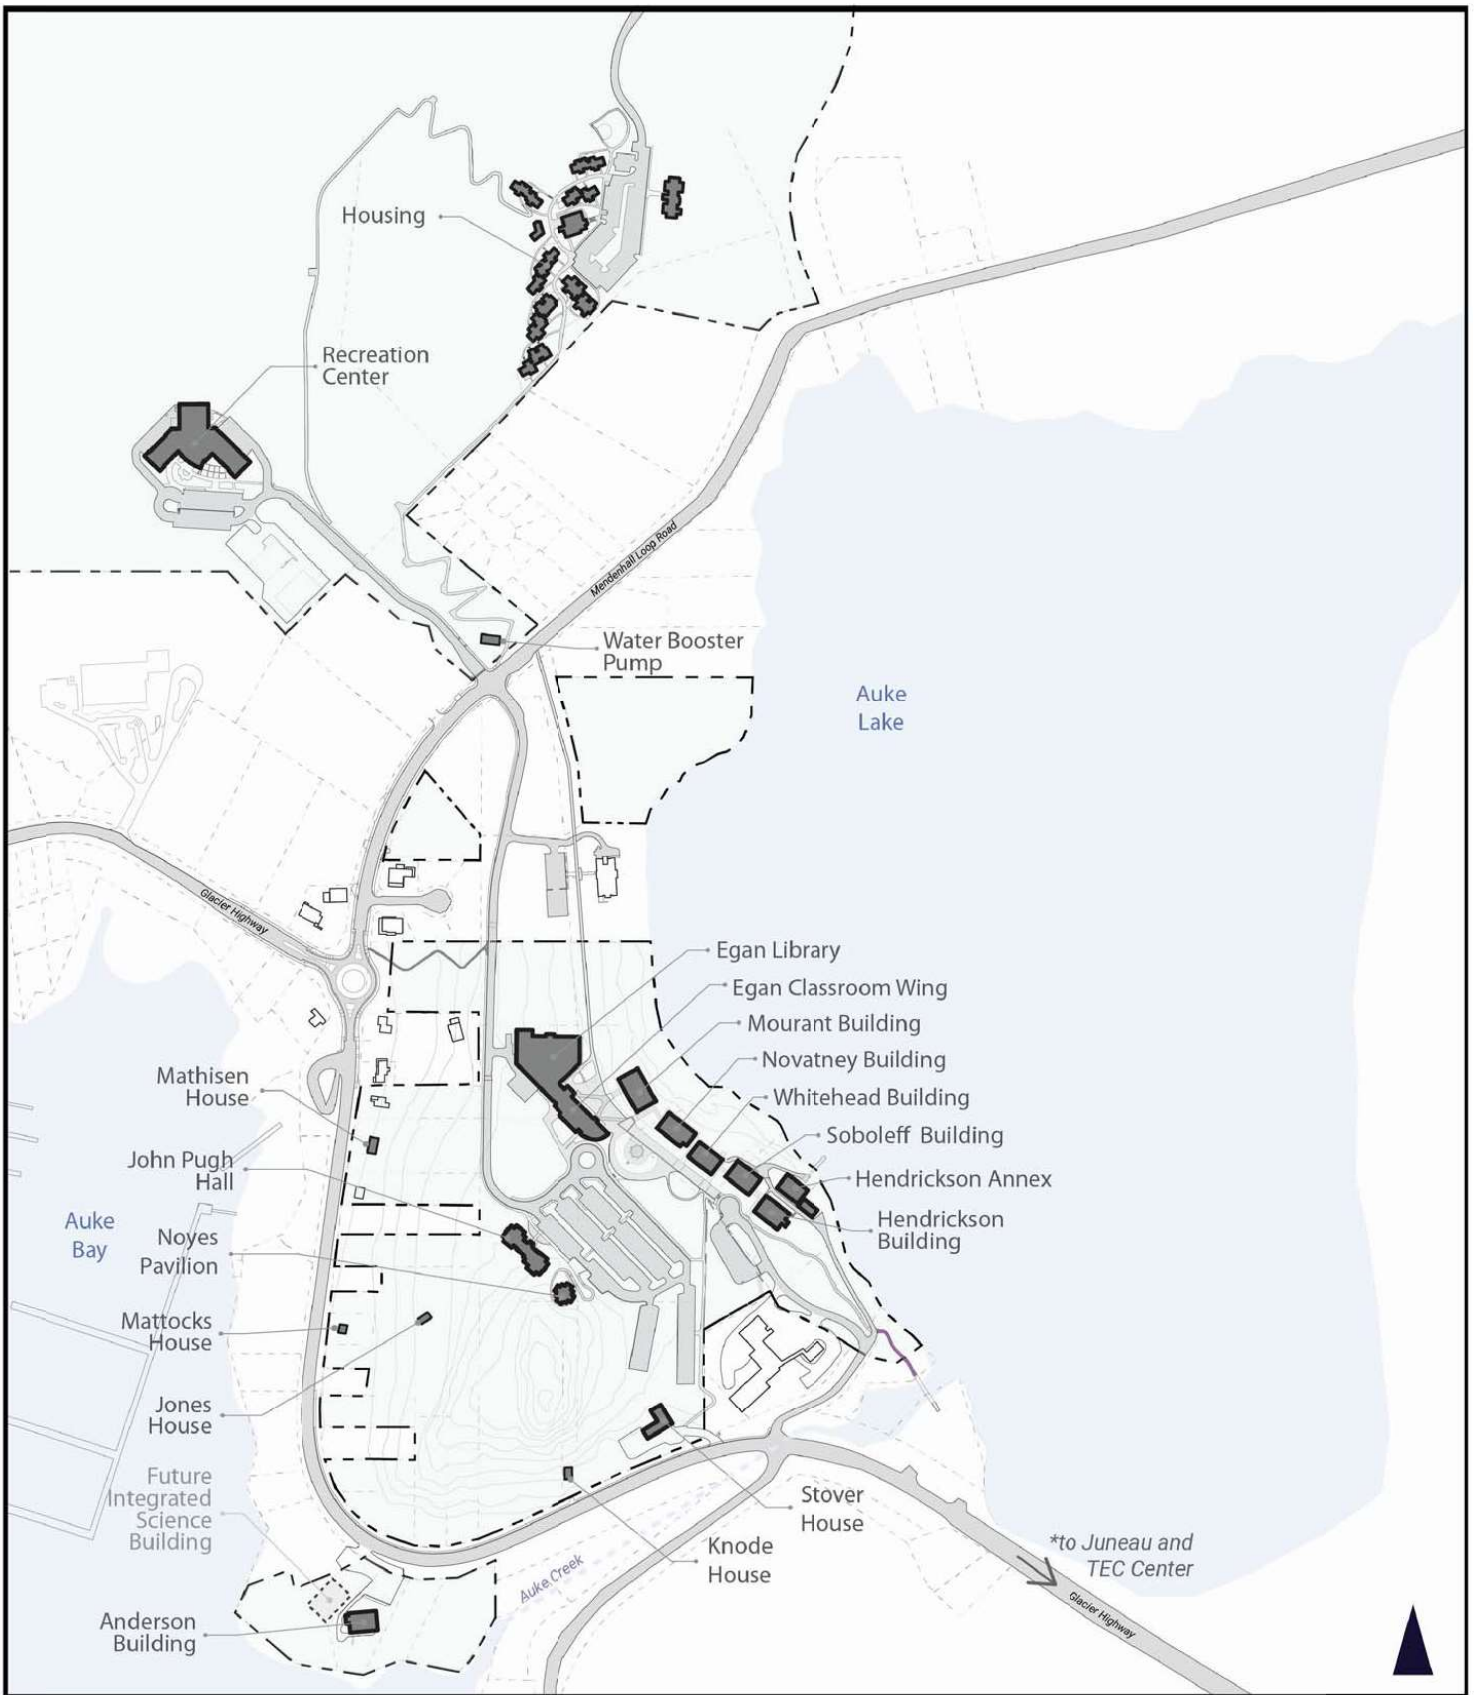 Housing
Recreation
Center
Mendenhall Loop Road
Water Booster
Pump
Auke
Lake
Glacier Highway
Egan Library
Egan Classroom Wing
Mourant Building
Novatney Building
Whitehead Building
Soboleff Building
Hendrickson Annex
Hendrickson
Building
Mathisen
House
John Pugh
Hall
Auke
Bay
Noyes
Pavilion
Mattocks
House
Jones
House
Future
Integrated
Science
Building
Anderson
Building
Stover
House
Knode
House
Auke Creek
*to Juneau and
TEC Center
Glacier Highway